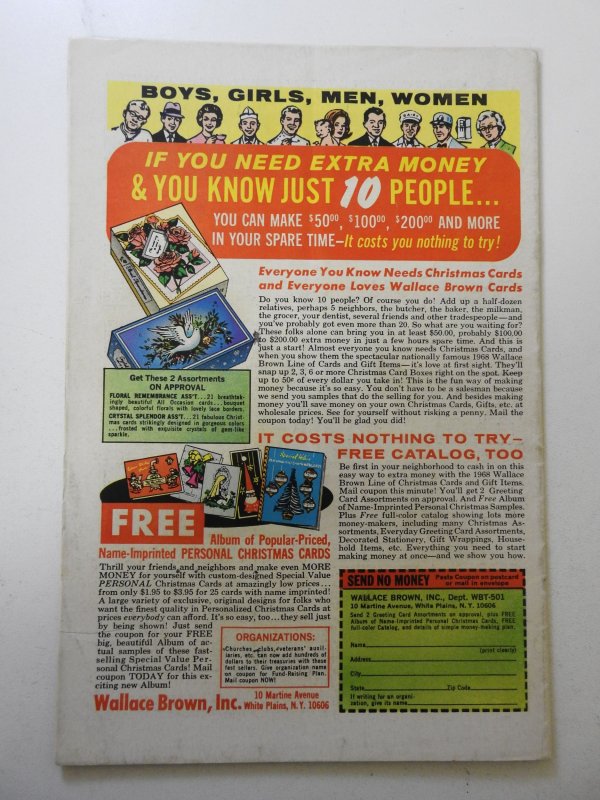 BOYS, GIRLS, MEN, WOMEN
IF YOU NEED EXTRA MONEY
& YOU KNOW JUST 10 PEOPLE...
YOU CAN MAKE $50⁰⁰, $100⁰⁰, $200⁰⁰ AND MORE
IN YOUR SPARE TIME—It costs you nothing to try!
Everyone You Know Needs Christmas Cards
and Everyone Loves Wallace Brown Cards
Do you know 10 people? Of course you do! Add up a half-dozen
relatives, perhaps 5 neighbors, the butcher, the baker, the milkman,
the grocer, your dentist, several friends and other tradespeople—and
you've probably got even more than 20. So what are you waiting for?
These folks alone can bring you in at least $50.00, probably $100.00
to $200.00 extra money in just a few hours spare time. And this is
just a start! Almost everyone you know needs Christmas Cards, and
when you show them the spectacular nationally famous 1968 Wallace
Brown Line of Cards and Gift Items—it's love at first sight. They'll
snap up 2, 3, 6 or more Christmas Card Boxes right on the spot. Keep
up to 50¢ of every dollar you take in! This is the fun way of making
money because it's so easy. You don't have to be a salesman because
we send you samples that do the selling for you. And besides making
money you'll save money on your own Christmas Cards, Gifts, etc. at
wholesale prices. See for yourself without risking a penny. Mail the
coupon today! You'll be glad you did!
Get These 2 Assortments
ON APPROVAL
FLORAL REMEMBRANCE ASS'T...21 breathtak-
ingly beautiful All Occasion cards...bouquet
shaped, colorful florals with lovely lace borders.
CRYSTAL SPLENDOR ASS'T...21 fabulous Christ-
mas cards strikingly designed in gorgeous colors
...frosted with exquisite crystals of gem-like
sparkle.
IT COSTS NOTHING TO TRY—
FREE CATALOG, TOO
Be first in your neighborhood to cash in on this
easy way to extra money with the 1968 Wallace
Brown Line of Christmas Cards and Gift Items.
Mail coupon this minute! You'll get 2 Greeting
Card Assortments on approval. And Free Album
of Name-Imprinted Personal Christmas Samples.
Plus Free full-color catalog showing lots more
money-makers, including many Christmas As-
sortments, Everyday Greeting Card Assortments,
Decorated Stationery, Gift Wrappings, House-
hold Items, etc. Everything you need to start
making money at once—and we show you how.
FREE
Album of Popular-Priced,
Name-Imprinted PERSONAL CHRISTMAS CARDS
Thrill your friends and neighbors and make even MORE
MONEY for yourself with custom-designed Special Value
PERSONAL Christmas Cards at amazingly low prices...
from only $1.95 to $3.95 for 25 cards with name imprinted!
A large variety of exclusive, original designs for folks who
want the finest quality in Personalized Christmas Cards at
prices everybody can afford. It's so easy, too...they sell just
by being shown! Just send
the coupon for your FREE
big, beautiful Album of ac-
tual samples of these fast-
selling Special Value Per-
sonal Christmas Cards! Mail
coupon TODAY for this ex-
citing new Album!
ORGANIZATIONS:
Churches, clubs, veterans' auxil-
iaries, etc. can now add hundreds of
dollars to their treasuries with these
fast sellers. Give organization name
on coupon for Fund-Raising Plan.
Mail coupon NOW!
Wallace Brown, Inc. 10 Martine Avenue
White Plains, N.Y. 10606
SEND NO MONEY Paste Coupon on postcard
or mail in envelope
WALLACE BROWN, INC., Dept. WBT-501
10 Martine Avenue, White Plains, N.Y. 10606
Send 2 Greeting Card Assortments on approval, plus FREE
Album of Name-Imprinted Personal Christmas Cards, FREE
full-color Catalog, and details of simple money-making plan.
Name
(print clearly)
Address
City
State Zip Code
If writing for an organi-
zation, give its name